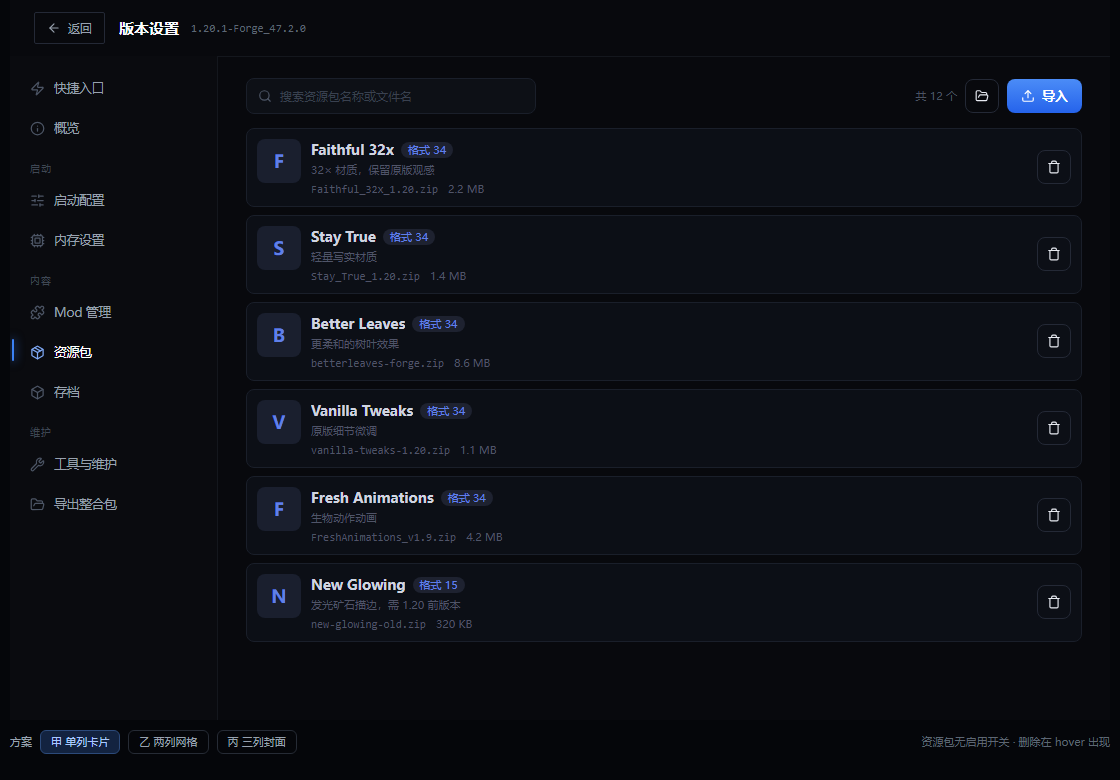 返回 版本设置 1.20.1-Forge_47.2.0
快捷入口
概览
启动
启动配置
内存设置
内容
Mod 管理
资源包
存档
维护
工具与维护
导出整合包
搜索资源包名称或文件名 共 12 个 导入
F Faithful 32x 格式 34
32× 材质，保留原版观感
Faithful_32x_1.20.zip 2.2 MB
S Stay True 格式 34
轻量写实材质
Stay_True_1.20.zip 1.4 MB
B Better Leaves 格式 34
更柔和的树叶效果
betterleaves-forge.zip 8.6 MB
V Vanilla Tweaks 格式 34
原版细节微调
vanilla-tweaks-1.20.zip 1.1 MB
F Fresh Animations 格式 34
生物动作动画
FreshAnimations_v1.9.zip 4.2 MB
N New Glowing 格式 15
发光矿石描边，需 1.20 前版本
new-glowing-old.zip 320 KB
方案 甲 单列卡片 乙 两列网格 丙 三列封面 资源包无启用开关 · 删除在 hover 出现